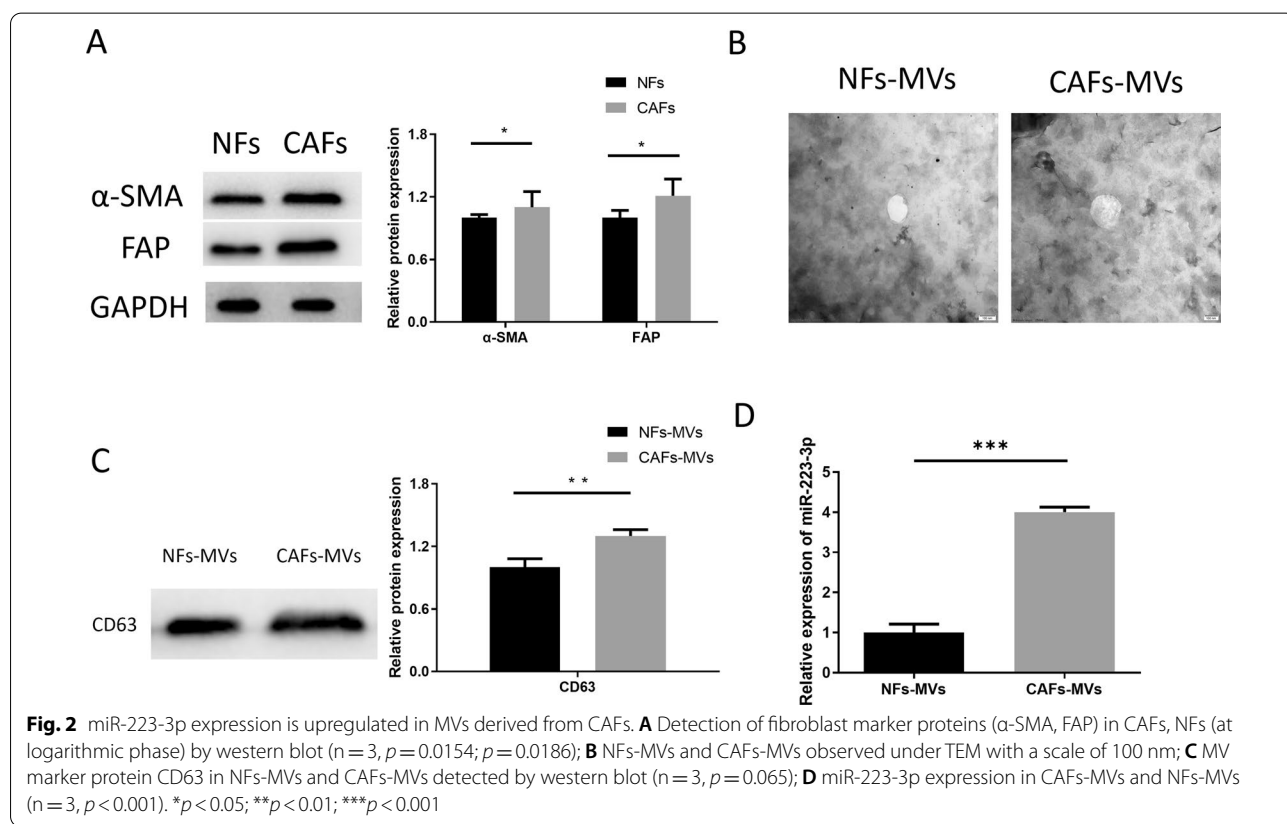 A
NFs
CAFs
NFs CAFs
α-SMA
FAP
GAPDH
Relative protein expression
1.8
1.2
0.6
0.0
*
*
α-SMA FAP
B
NFs-MVs CAFs-MVs
C
NFs-MVs
CAFs-MVs
NFs-MVs CAFs-MVs
CD63
Relative protein expression
1.8
1.2
0.6
0.0
**
CD63
D
Relative expression of miR-223-3p
5
4
3
2
1
0
***
NFs-MVs CAFs-MVs
Fig. 2 miR-223-3p expression is upregulated in MVs derived from CAFs. A Detection of fibroblast marker proteins (α-SMA, FAP) in CAFs, NFs (at
logarithmic phase) by western blot (n = 3, p = 0.0154; p = 0.0186); B NFs-MVs and CAFs-MVs observed under TEM with a scale of 100 nm; C MV
marker protein CD63 in NFs-MVs and CAFs-MVs detected by western blot (n = 3, p = 0.065); D miR-223-3p expression in CAFs-MVs and NFs-MVs
(n = 3, p < 0.001). *p < 0.05; **p < 0.01; ***p < 0.001